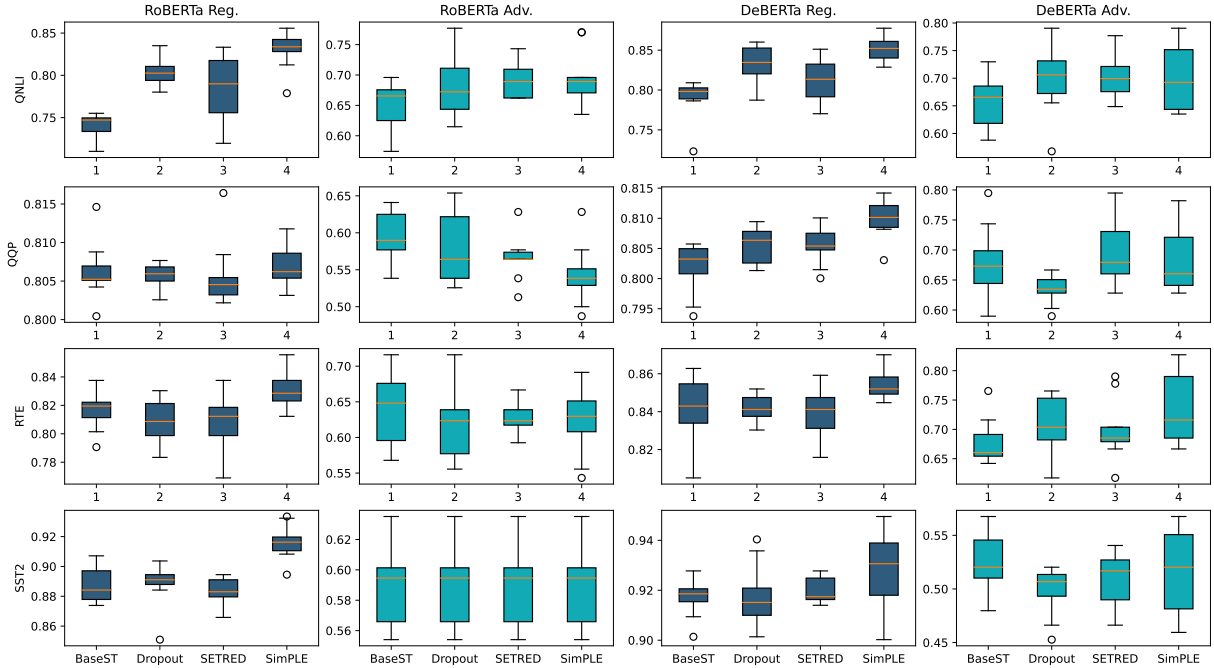 RoBERTa Reg. RoBERTa Adv. DeBERTa Reg. DeBERTa Adv.
QNLI
0.85 0.80 0.75
1 2 3 4
0.75 0.70 0.65 0.60
1 2 3 4
0.85 0.80 0.75
1 2 3 4
0.80 0.75 0.70 0.65 0.60
1 2 3 4
QQP
0.815 0.810 0.805 0.800
1 2 3 4
0.65 0.60 0.55 0.50
1 2 3 4
0.815 0.810 0.805 0.800 0.795
1 2 3 4
0.80 0.75 0.70 0.65 0.60
1 2 3 4
RTE
0.84 0.82 0.80 0.78
1 2 3 4
0.70 0.65 0.60 0.55
1 2 3 4
0.86 0.84 0.82
1 2 3 4
0.80 0.75 0.70 0.65
1 2 3 4
SST2
0.92 0.90 0.88 0.86
BaseST Dropout SETRED SimPLE
0.62 0.60 0.58 0.56
BaseST Dropout SETRED SimPLE
0.94 0.92 0.90
BaseST Dropout SETRED SimPLE
0.55 0.50 0.45
BaseST Dropout SETRED SimPLE